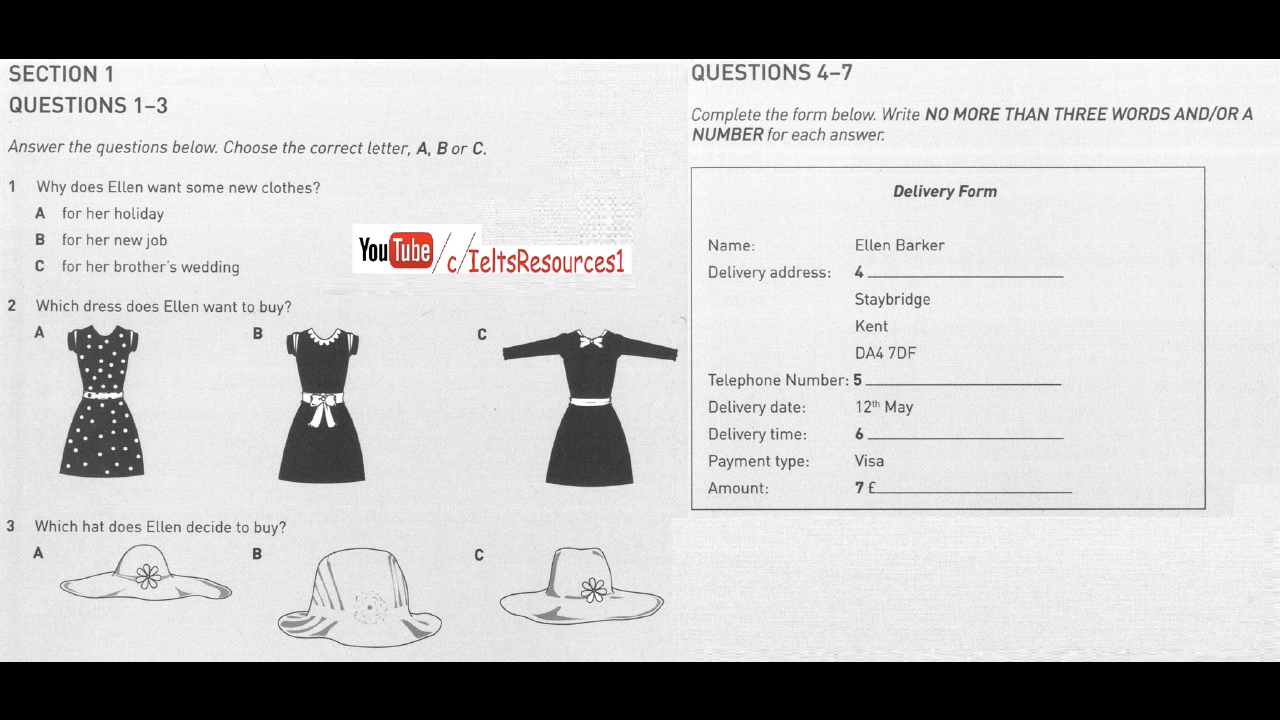 SECTION 1
QUESTIONS 1–3
Answer the questions below. Choose the correct letter, A, B or C.
1 Why does Ellen want some new clothes?
A for her holiday
B for her new job
C for her brother's wedding
YouTube/c/IeltsResources1
2 Which dress does Ellen want to buy?
A B C
3 Which hat does Ellen decide to buy?
A B C
QUESTIONS 4–7
Complete the form below. Write NO MORE THAN THREE WORDS AND/OR A
NUMBER for each answer.
Delivery Form
Name: Ellen Barker
Delivery address: 4 ____________________
Staybridge
Kent
DA4 7DF
Telephone Number: 5 ____________________
Delivery date: 12th May
Delivery time: 6 ____________________
Payment type: Visa
Amount: 7 £____________________